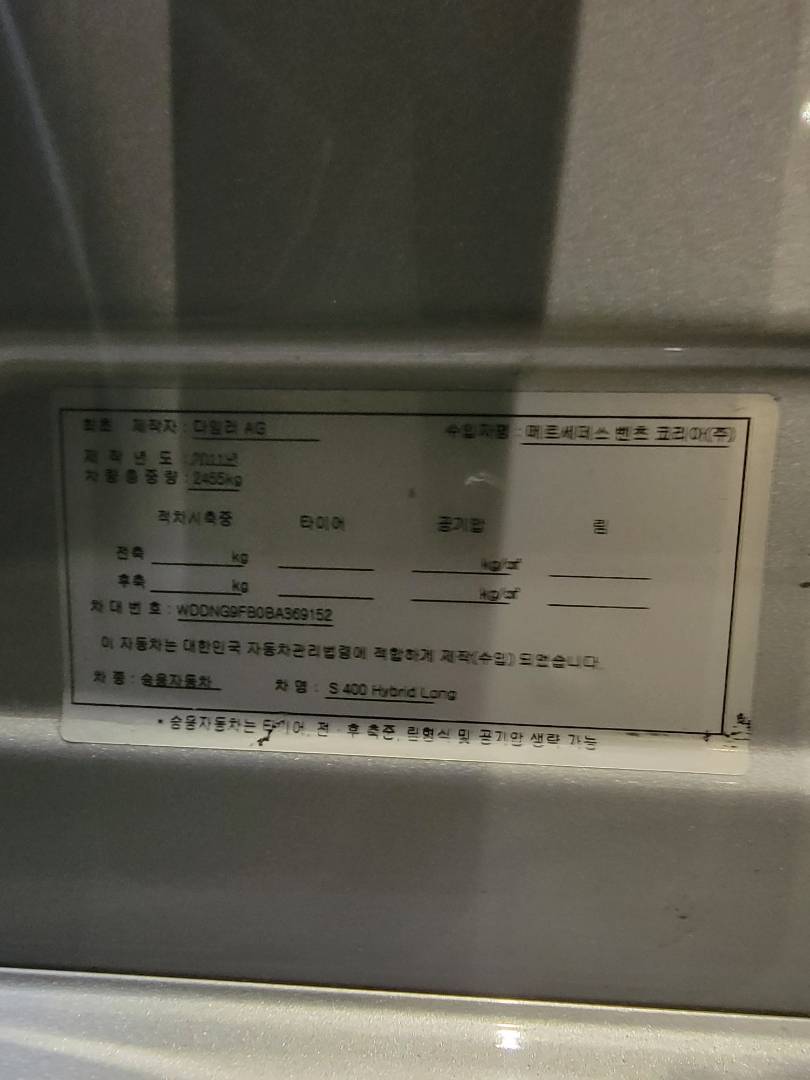 최초 제작자 : 다임러 AG 수입자명 : 메르세데스 벤츠 코리아(주)
제 작 년 도 : 2011년
차 량 총 중 량 : 2455kg
적차시축중 타이어 공기압 림
전축 kg kg/㎠
후축 kg kg/㎠
차 대 번 호 : WDDNG9FB0BA369152
이 자동차는 대한민국 자동차관리법령에 적합하게 제작(수입) 되었습니다.
차 종 : 승용자동차 차 명 : S 400 Hybrid Long
* 승용자동차는 타이어, 전 · 후 축중, 림형식 및 공기압 생략 가능